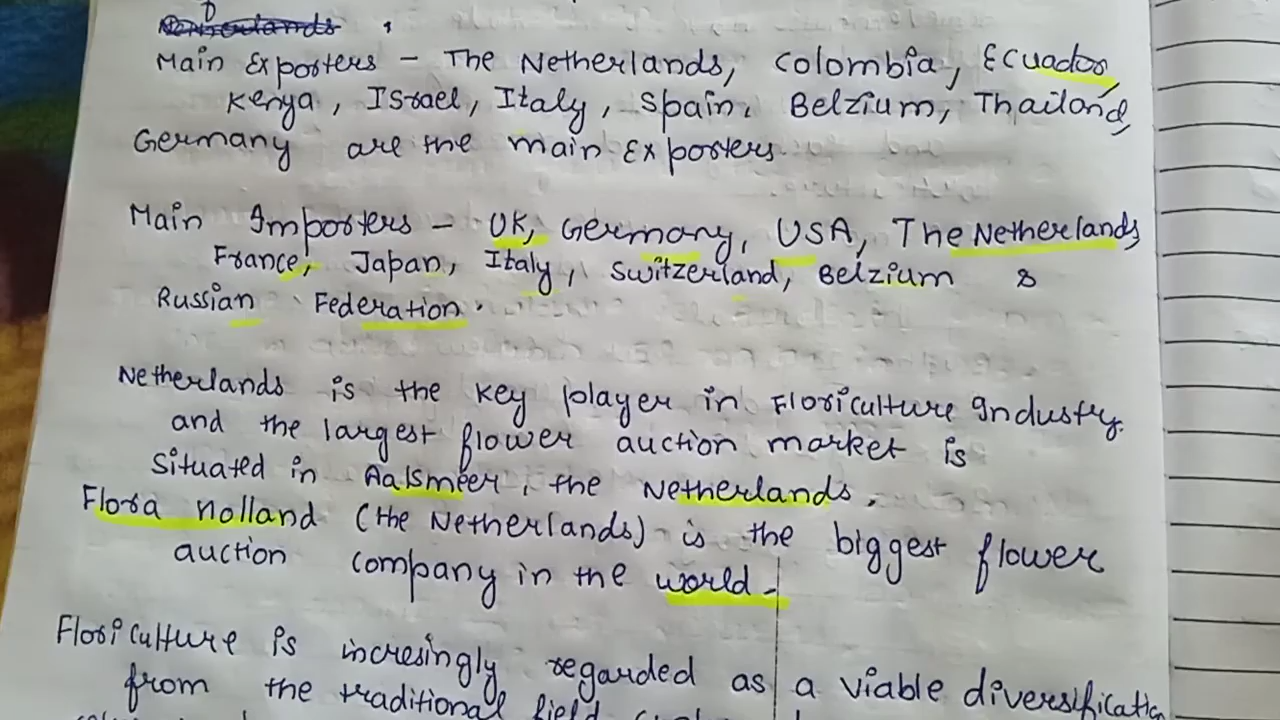 Main Exporters - The Netherlands, Colombia, Ecuador,
Kenya, Israel, Italy, Spain, Belzium, Thailand,
Germany are the main Exporters
Main Importers - UK, Germany, USA, The Netherlands
France, Japan, Italy, Switzerland, Belzium &
Russian Federation.
Netherlands is the key player in Floriculture Industry.
and the largest flower auction market is
situated in Aalsmeer, the Netherlands.
Flora Holland (the Netherlands) is the biggest flower
auction company in the world -
Floriculture is incresingly regarded as a viable diversification
from the traditional field